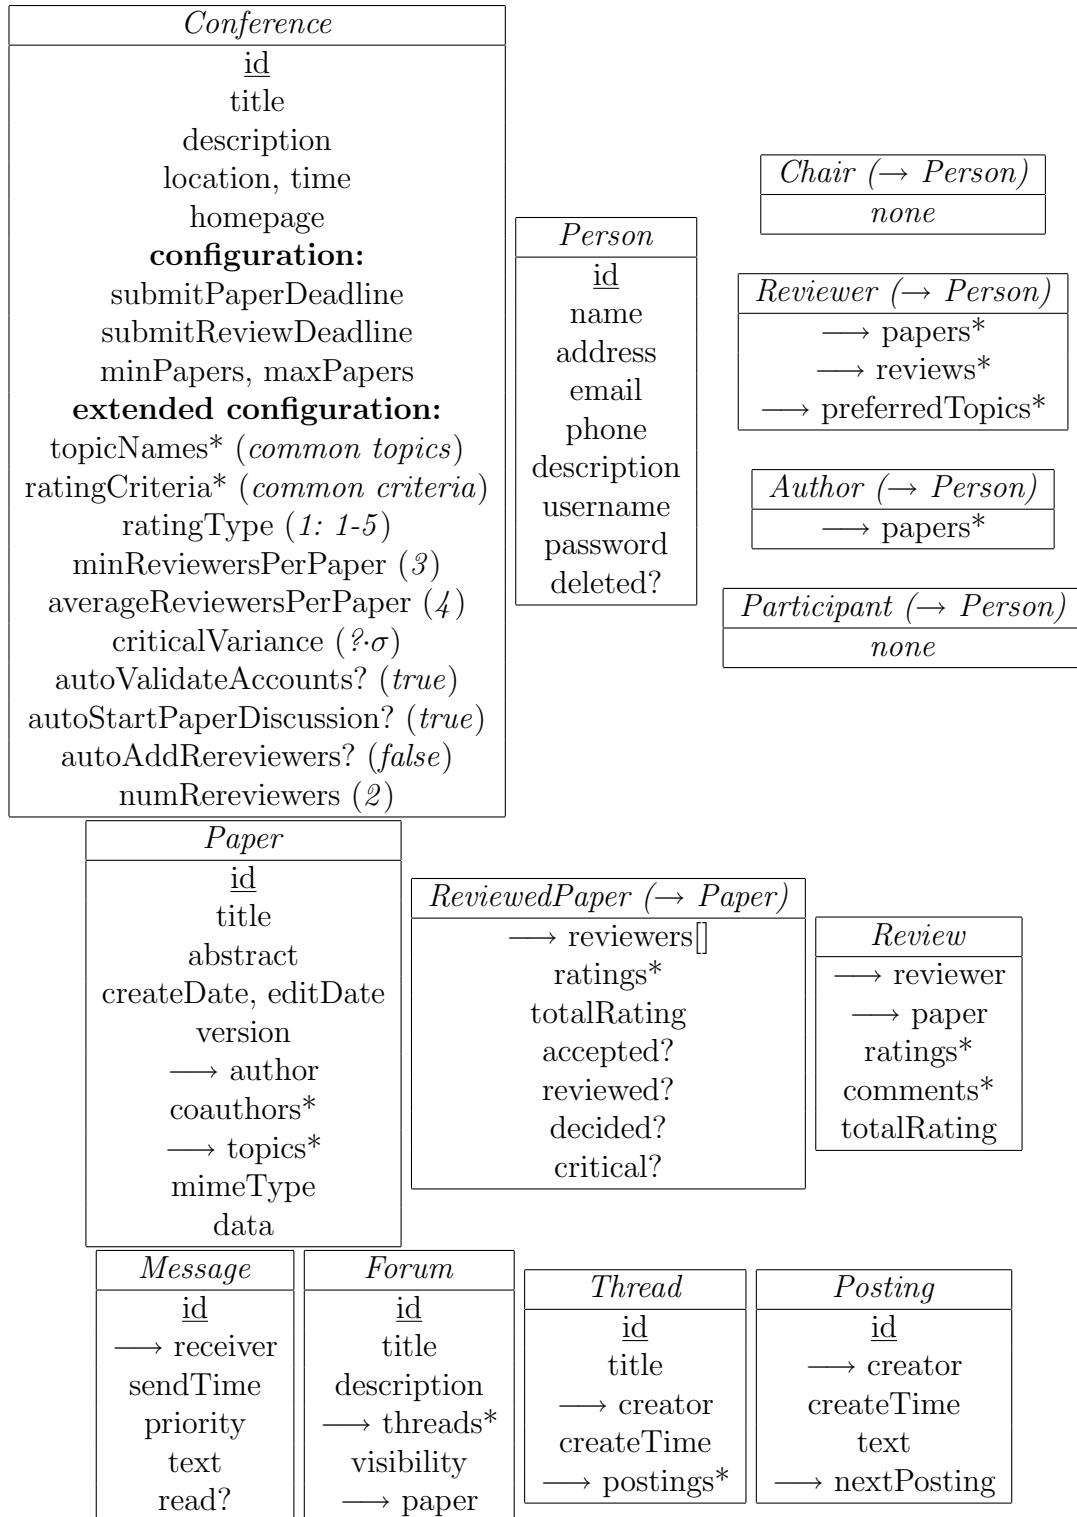 Conference
id
title
description
location, time
homepage
configuration:
submitPaperDeadline
submitReviewDeadline
minPapers, maxPapers
extended configuration:
topicNames* (common topics)
ratingCriteria* (common criteria)
ratingType (1: 1-5)
minReviewersPerPaper (3)
averageReviewersPerPaper (4)
criticalVariance (?·σ)
autoValidateAccounts? (true)
autoStartPaperDiscussion? (true)
autoAddRereviewers? (false)
numRereviewers (2)
Person
id
name
address
email
phone
description
username
password
deleted?
Chair (→ Person)
none
Reviewer (→ Person)
⟶ papers*
⟶ reviews*
⟶ preferredTopics*
Author (→ Person)
⟶ papers*
Participant (→ Person)
none
Paper
id
title
abstract
createDate, editDate
version
⟶ author
coauthors*
⟶ topics*
mimeType
data
ReviewedPaper (→ Paper)
⟶ reviewers[]
ratings*
totalRating
accepted?
reviewed?
decided?
critical?
Review
⟶ reviewer
⟶ paper
ratings*
comments*
totalRating
Message
id
⟶ receiver
sendTime
priority
text
read?
Forum
id
title
description
⟶ threads*
visibility
⟶ paper
Thread
id
title
⟶ creator
createTime
⟶ postings*
Posting
id
⟶ creator
createTime
text
⟶ nextPosting